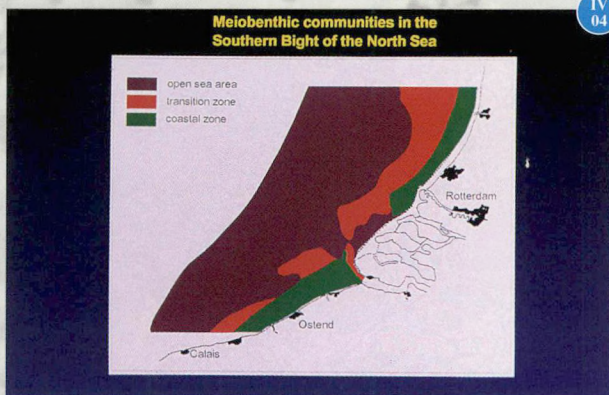 IV
04
Meiobenthic communities in the
Southern Bight of the North Sea
open sea area
transition zone
coastal zone
Rotterdam
Ostend
Calais